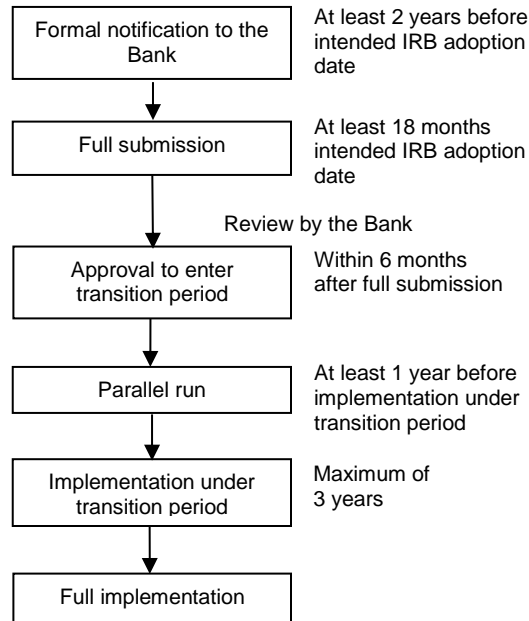 Formal notification to the
Bank
At least 2 years before
intended IRB adoption
date
Full submission
At least 18 months
intended IRB adoption
date
Review by the Bank
Approval to enter
transition period
Within 6 months
after full submission
Parallel run
At least 1 year before
implementation under
transition period
Implementation under
transition period
Maximum of
3 years
Full implementation